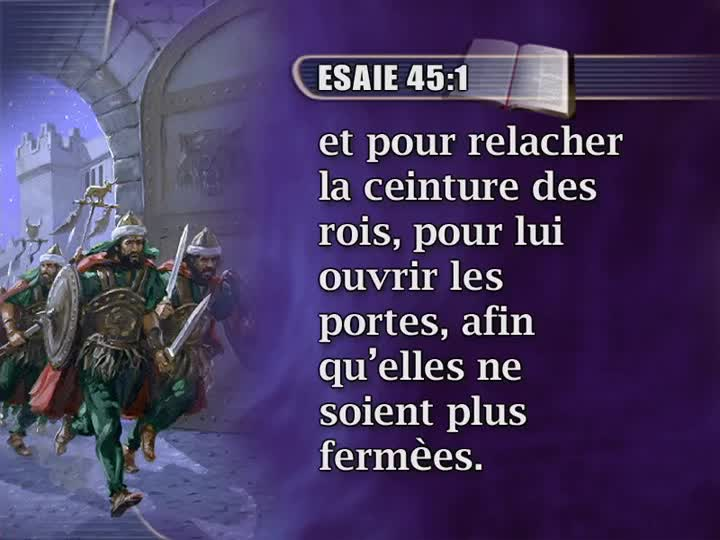 ESAIE 45:1
et pour relacher
la ceinture des
rois, pour lui
ouvrir les
portes, afin
qu’elles ne
soient plus
fermèes.